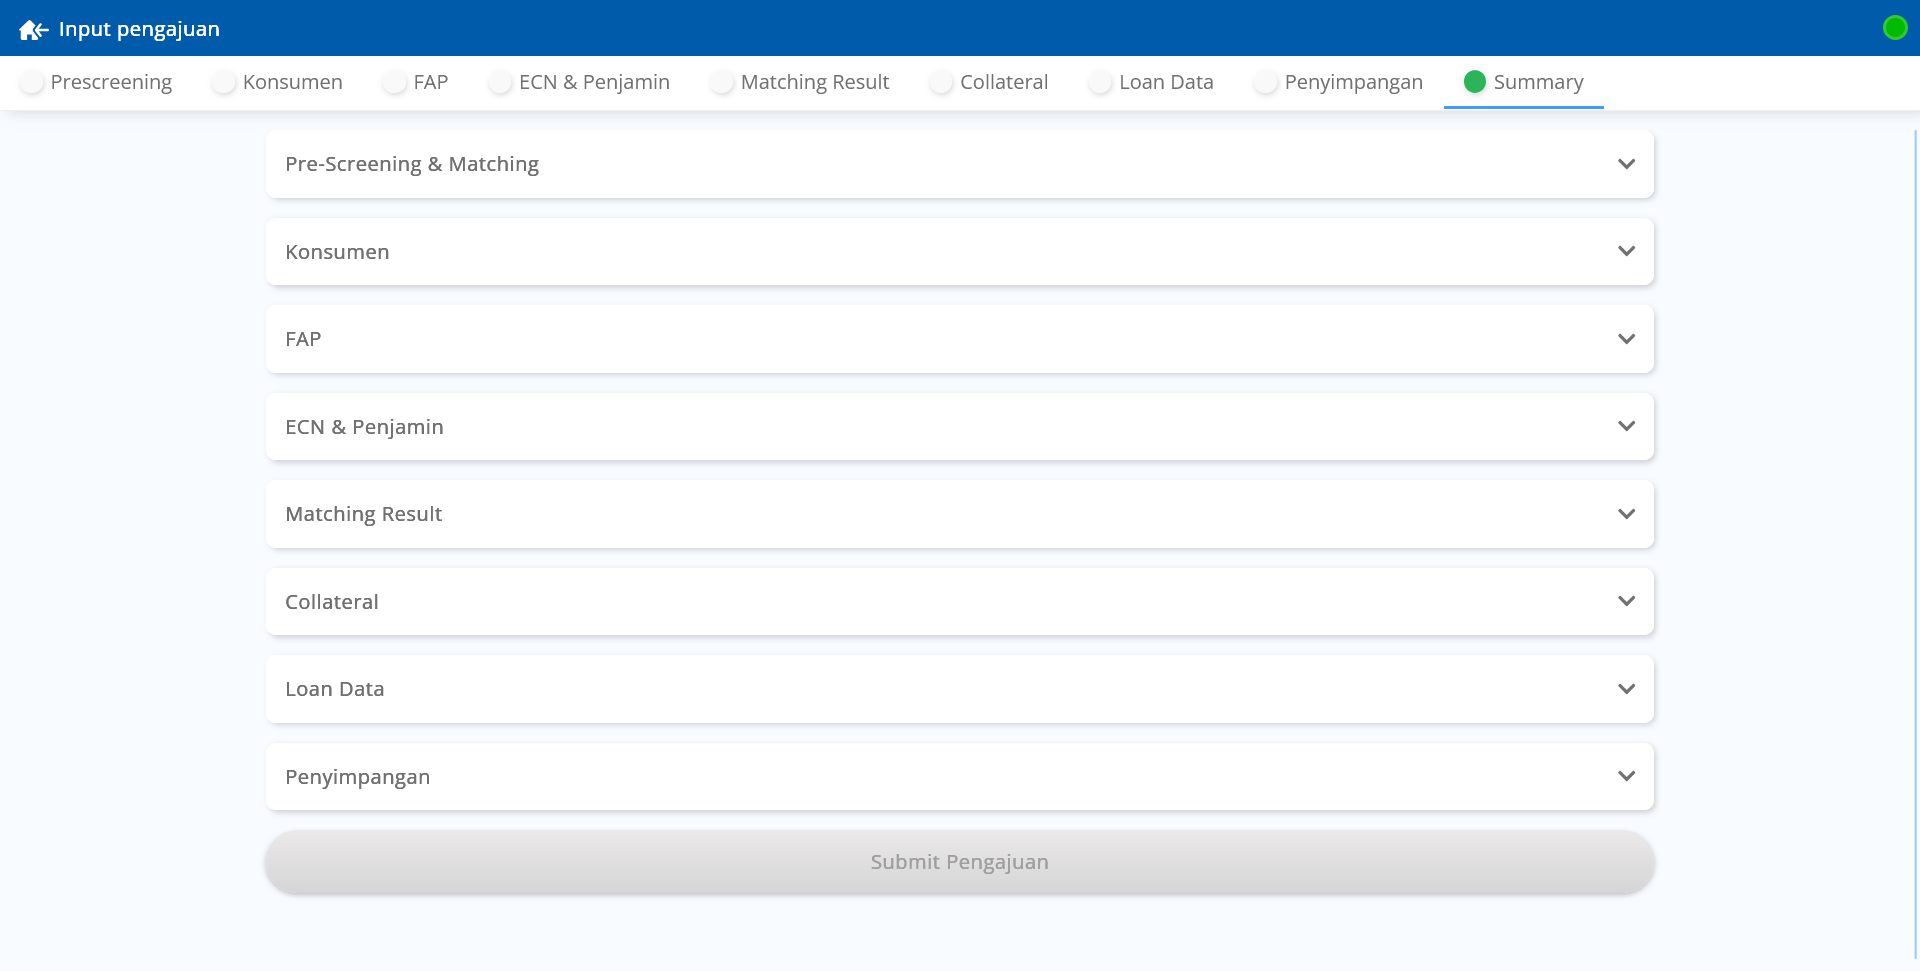 Input pengajuan
Prescreening Konsumen FAP ECN & Penjamin Matching Result Collateral Loan Data Penyimpangan Summary
Pre-Screening & Matching
Konsumen
FAP
ECN & Penjamin
Matching Result
Collateral
Loan Data
Penyimpangan
Submit Pengajuan